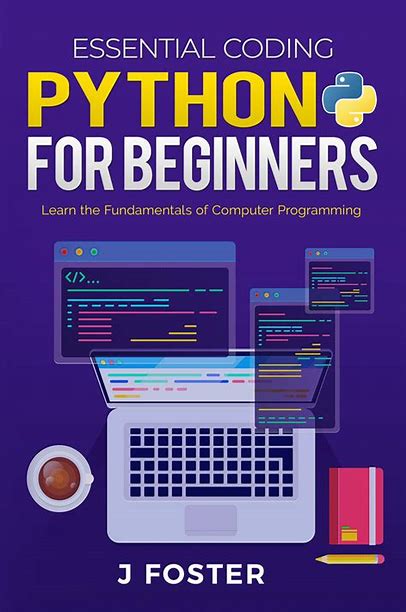 ESSENTIAL CODING
PYTHON
FOR BEGINNERS
Learn the Fundamentals of Computer Programming
</...
J FOSTER